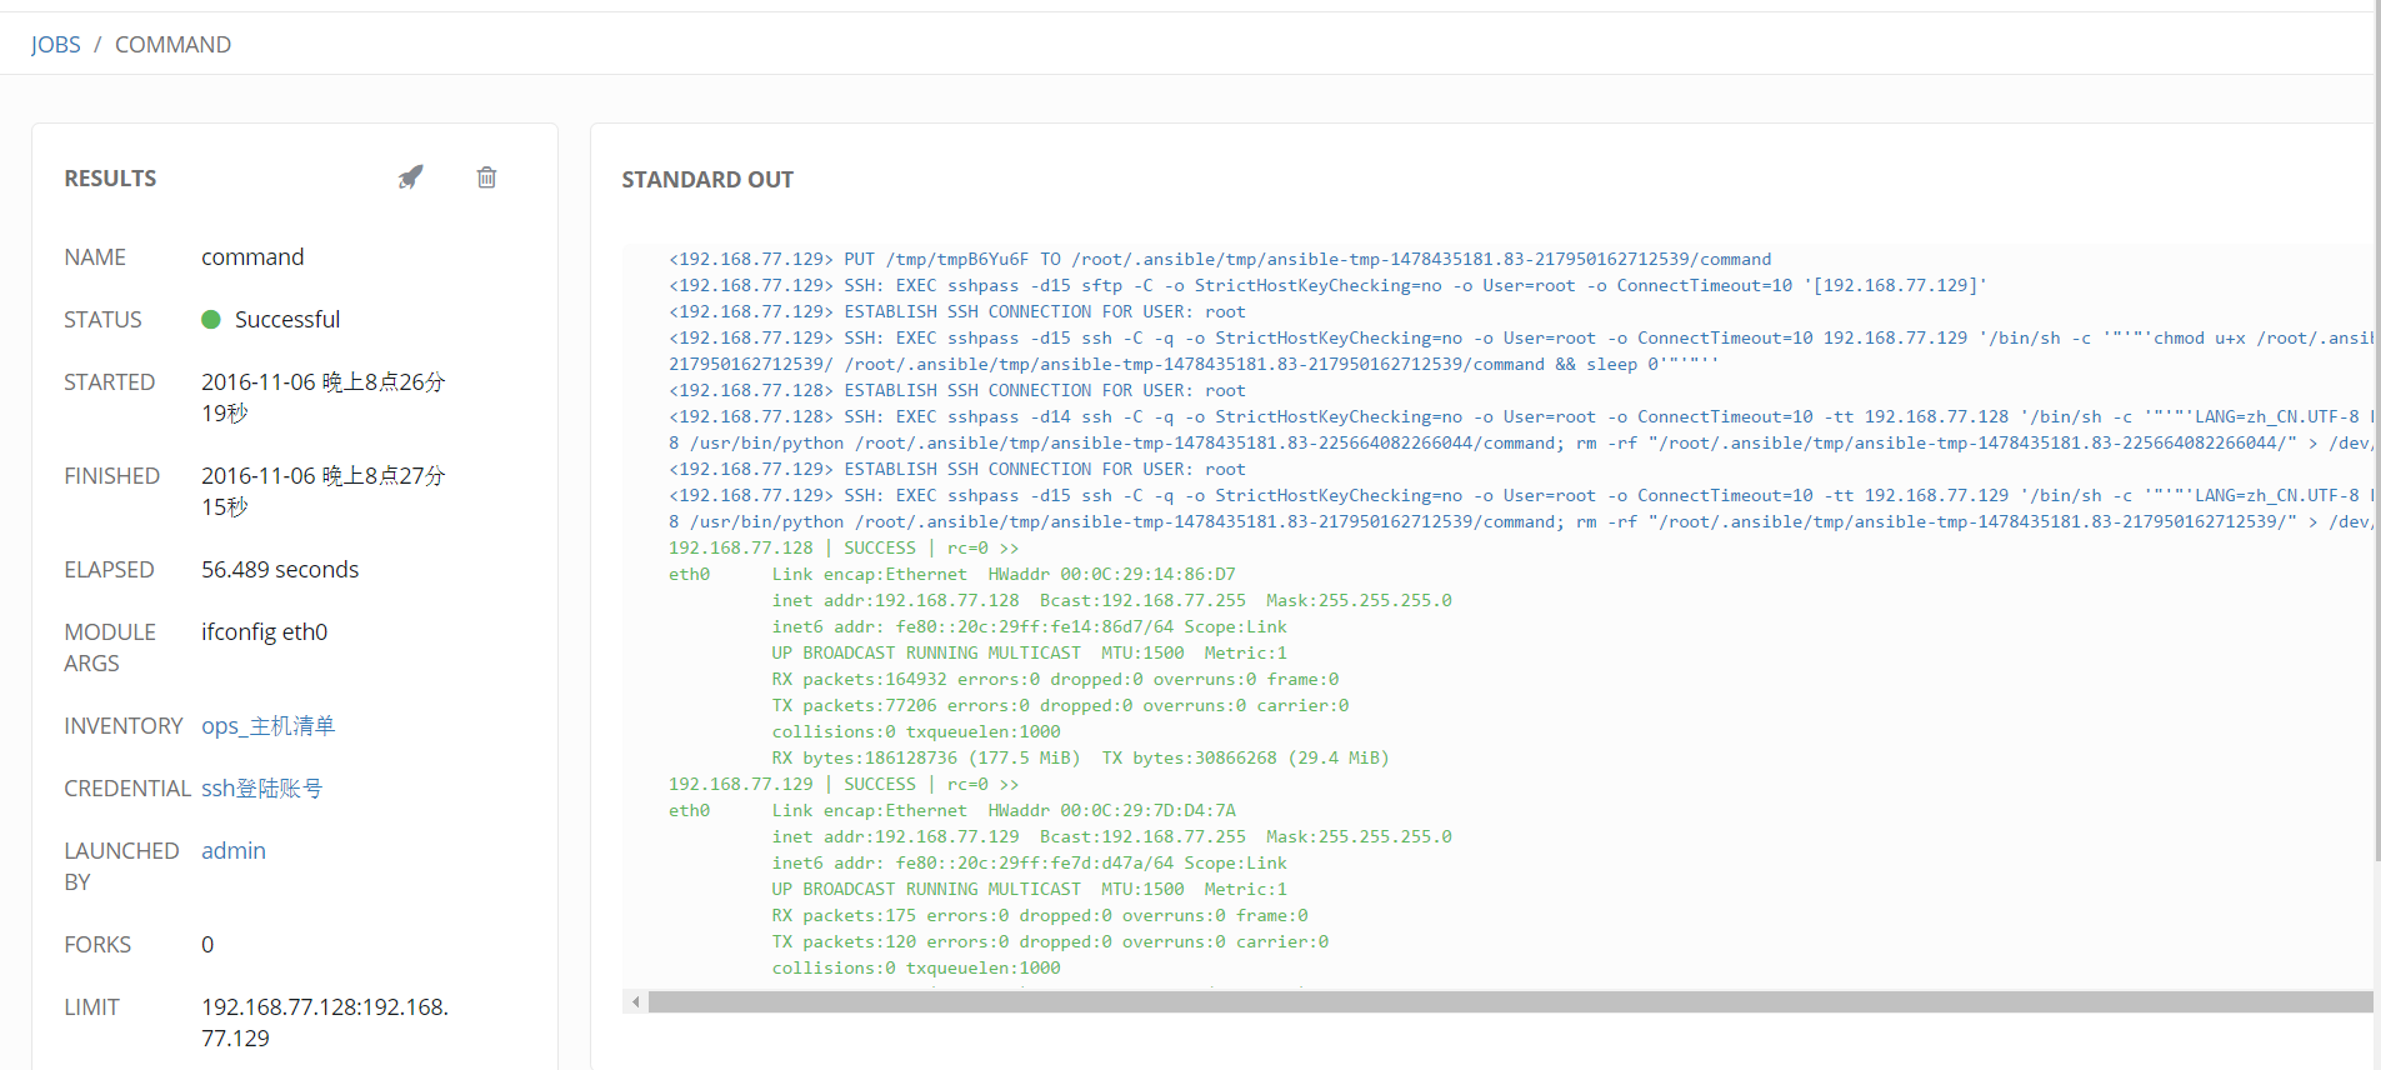 JOBS / COMMAND
RESULTS
NAME command
STATUS Successful
STARTED 2016-11-06 晚上8点26分
19秒
FINISHED 2016-11-06 晚上8点27分
15秒
ELAPSED 56.489 seconds
MODULE ARGS ifconfig eth0
INVENTORY ops_主机清单
CREDENTIAL ssh登陆账号
LAUNCHED BY admin
FORKS 0
LIMIT 192.168.77.128:192.168.
77.129
STANDARD OUT
<192.168.77.129> PUT /tmp/tmpB6Yu6F TO /root/.ansible/tmp/ansible-tmp-1478435181.83-217950162712539/command
<192.168.77.129> SSH: EXEC sshpass -d15 sftp -C -o StrictHostKeyChecking=no -o User=root -o ConnectTimeout=10 '[192.168.77.129]'
<192.168.77.129> ESTABLISH SSH CONNECTION FOR USER: root
<192.168.77.129> SSH: EXEC sshpass -d15 ssh -C -q -o StrictHostKeyChecking=no -o User=root -o ConnectTimeout=10 192.168.77.129 '/bin/sh -c '"'"'chmod u+x /root/.ansi
217950162712539/ /root/.ansible/tmp/ansible-tmp-1478435181.83-217950162712539/command && sleep 0'"'"''
<192.168.77.128> ESTABLISH SSH CONNECTION FOR USER: root
<192.168.77.128> SSH: EXEC sshpass -d14 ssh -C -q -o StrictHostKeyChecking=no -o User=root -o ConnectTimeout=10 -tt 192.168.77.128 '/bin/sh -c '"'"'LANG=zh_CN.UTF-8
8 /usr/bin/python /root/.ansible/tmp/ansible-tmp-1478435181.83-225664082266044/command; rm -rf "/root/.ansible/tmp/ansible-tmp-1478435181.83-225664082266044/" > /dev/
<192.168.77.129> ESTABLISH SSH CONNECTION FOR USER: root
<192.168.77.129> SSH: EXEC sshpass -d15 ssh -C -q -o StrictHostKeyChecking=no -o User=root -o ConnectTimeout=10 -tt 192.168.77.129 '/bin/sh -c '"'"'LANG=zh_CN.UTF-8
8 /usr/bin/python /root/.ansible/tmp/ansible-tmp-1478435181.83-217950162712539/command; rm -rf "/root/.ansible/tmp/ansible-tmp-1478435181.83-217950162712539/" > /dev/
192.168.77.128 | SUCCESS | rc=0 >>
eth0 Link encap:Ethernet HWaddr 00:0C:29:14:86:D7
inet addr:192.168.77.128 Bcast:192.168.77.255 Mask:255.255.255.0
inet6 addr: fe80::20c:29ff:fe14:86d7/64 Scope:Link
UP BROADCAST RUNNING MULTICAST MTU:1500 Metric:1
RX packets:164932 errors:0 dropped:0 overruns:0 frame:0
TX packets:77206 errors:0 dropped:0 overruns:0 carrier:0
collisions:0 txqueuelen:1000
RX bytes:186128736 (177.5 MiB) TX bytes:30866268 (29.4 MiB)
192.168.77.129 | SUCCESS | rc=0 >>
eth0 Link encap:Ethernet HWaddr 00:0C:29:7D:D4:7A
inet addr:192.168.77.129 Bcast:192.168.77.255 Mask:255.255.255.0
inet6 addr: fe80::20c:29ff:fe7d:d47a/64 Scope:Link
UP BROADCAST RUNNING MULTICAST MTU:1500 Metric:1
RX packets:175 errors:0 dropped:0 overruns:0 frame:0
TX packets:120 errors:0 dropped:0 overruns:0 carrier:0
collisions:0 txqueuelen:1000